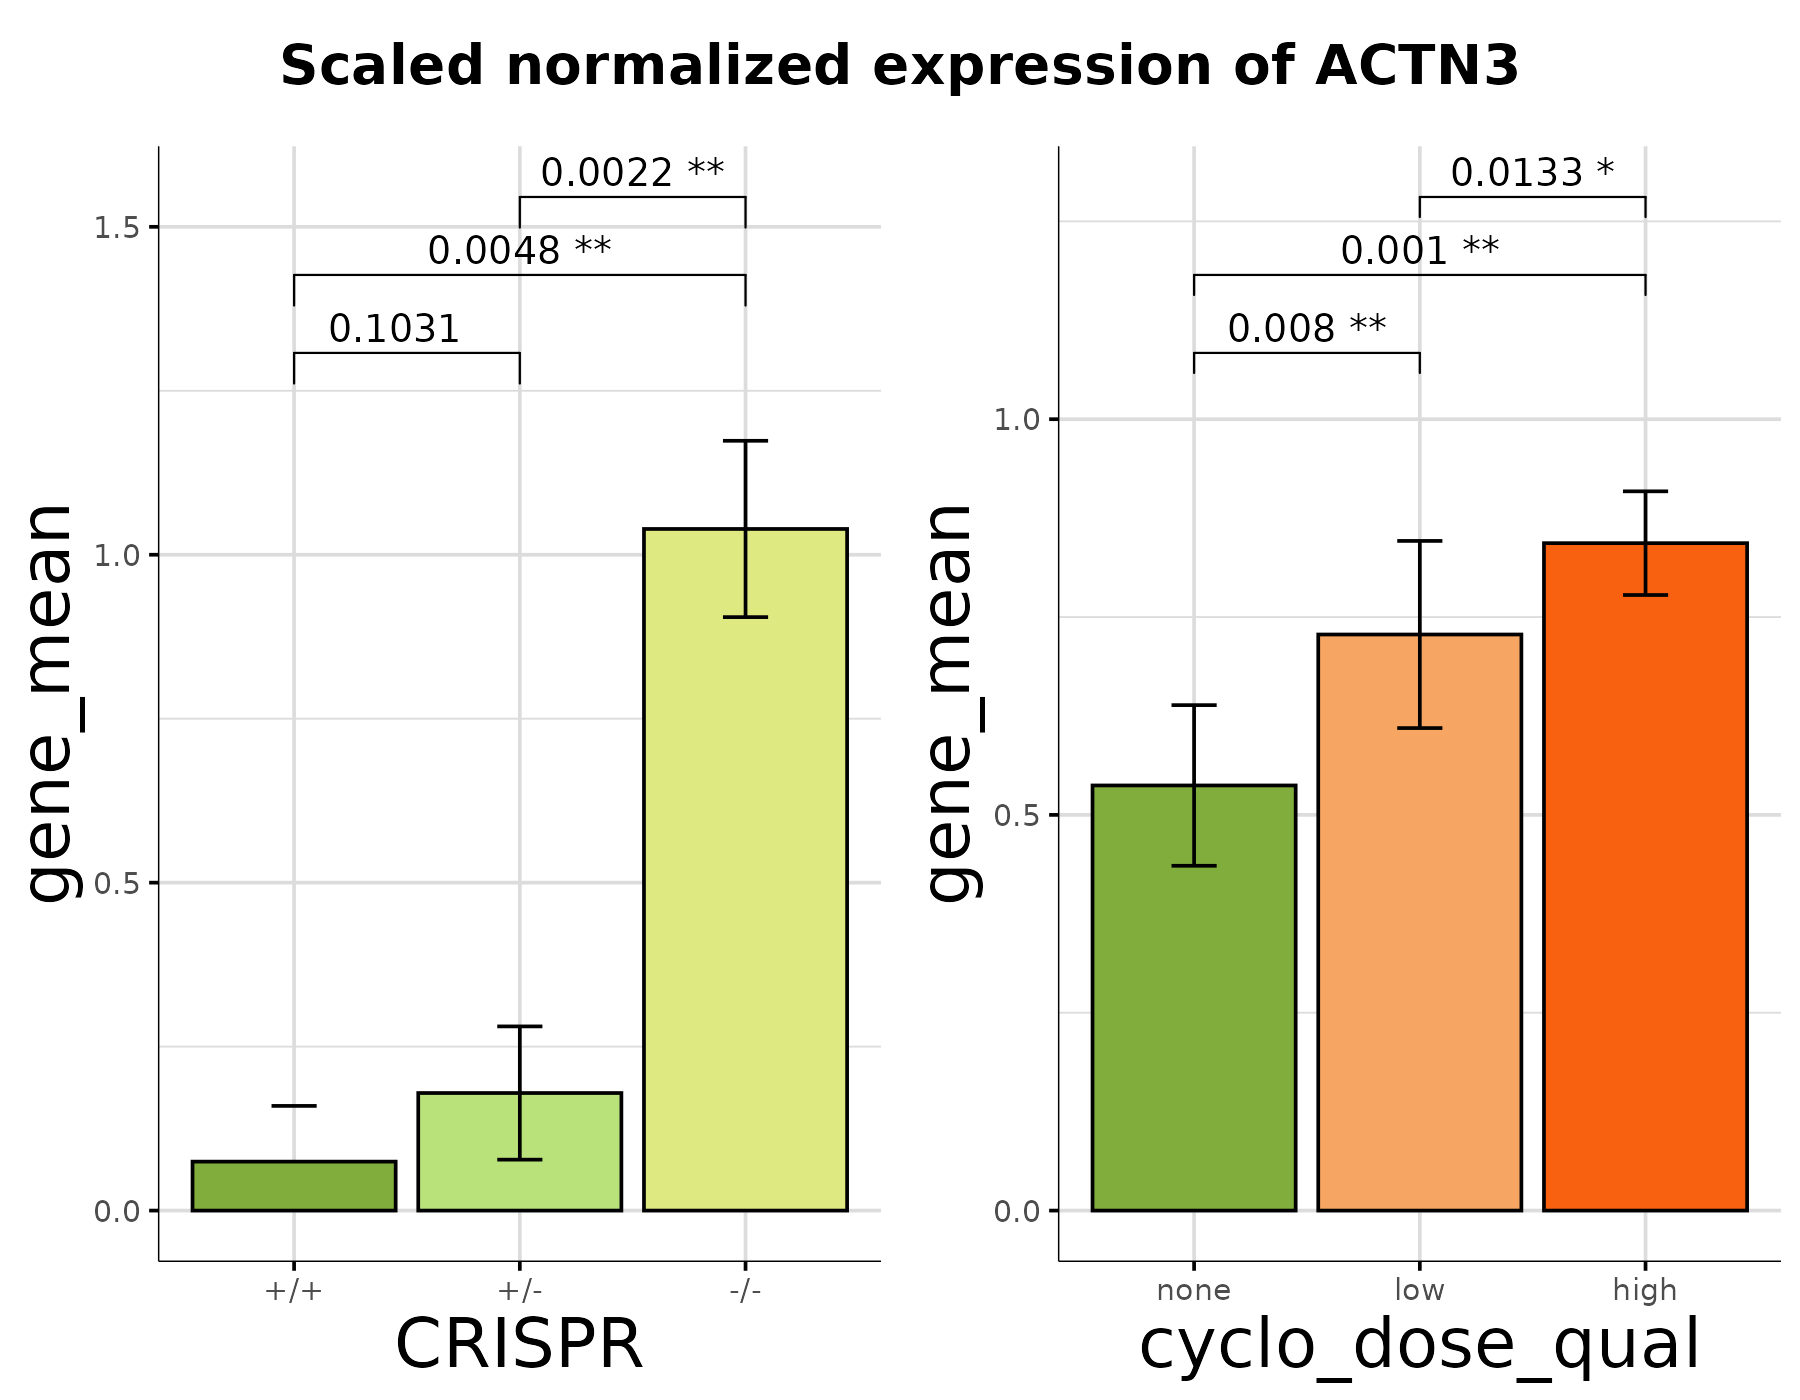 Scaled normalized expression of ACTN3
0.0022 **
0.0048 **
0.1031
1.5
1.0
0.5
0.0
gene_mean
+/+
+/-
-/-
CRISPR
0.0133 *
0.001 **
0.008 **
1.0
0.5
0.0
gene_mean
none
low
high
cyclo_dose_qual